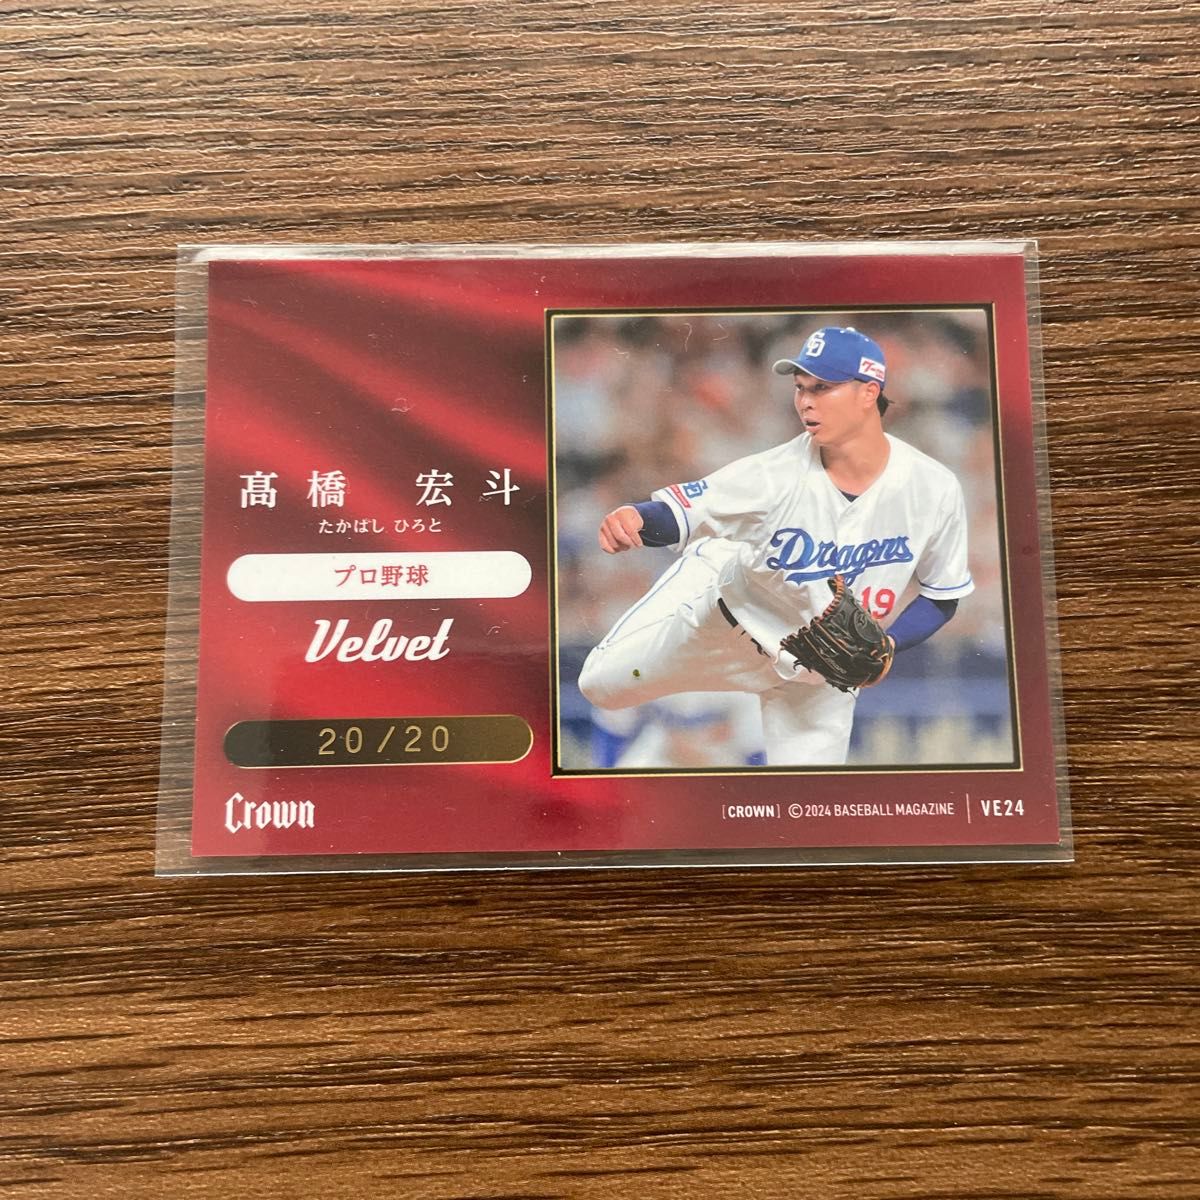 髙橋 宏斗
たかはし ひろと
プロ野球
Velvet
20/20
Crown
[CROWN] ©2024 BASEBALL MAGAZINE | VE24
CD
Dragons
19